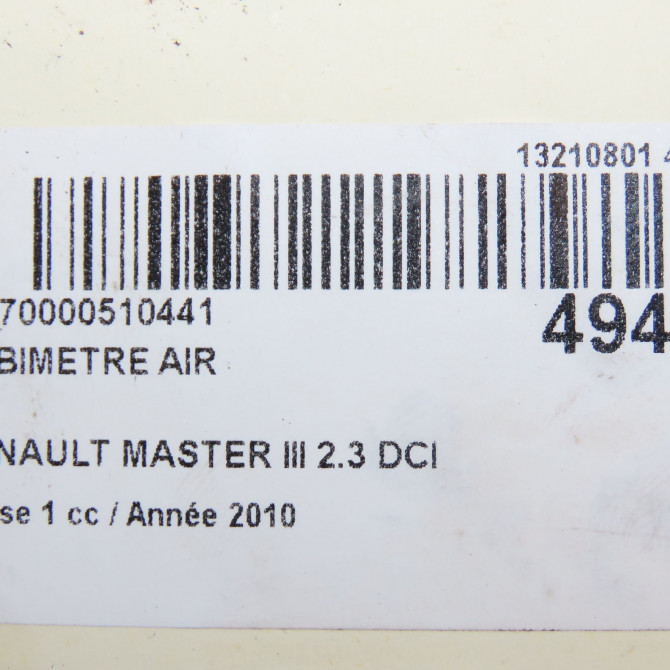 13210801 4
70000510441
494
BIMETRE AIR
NAULT MASTER III 2.3 DCI
se 1 cc / Année 2010